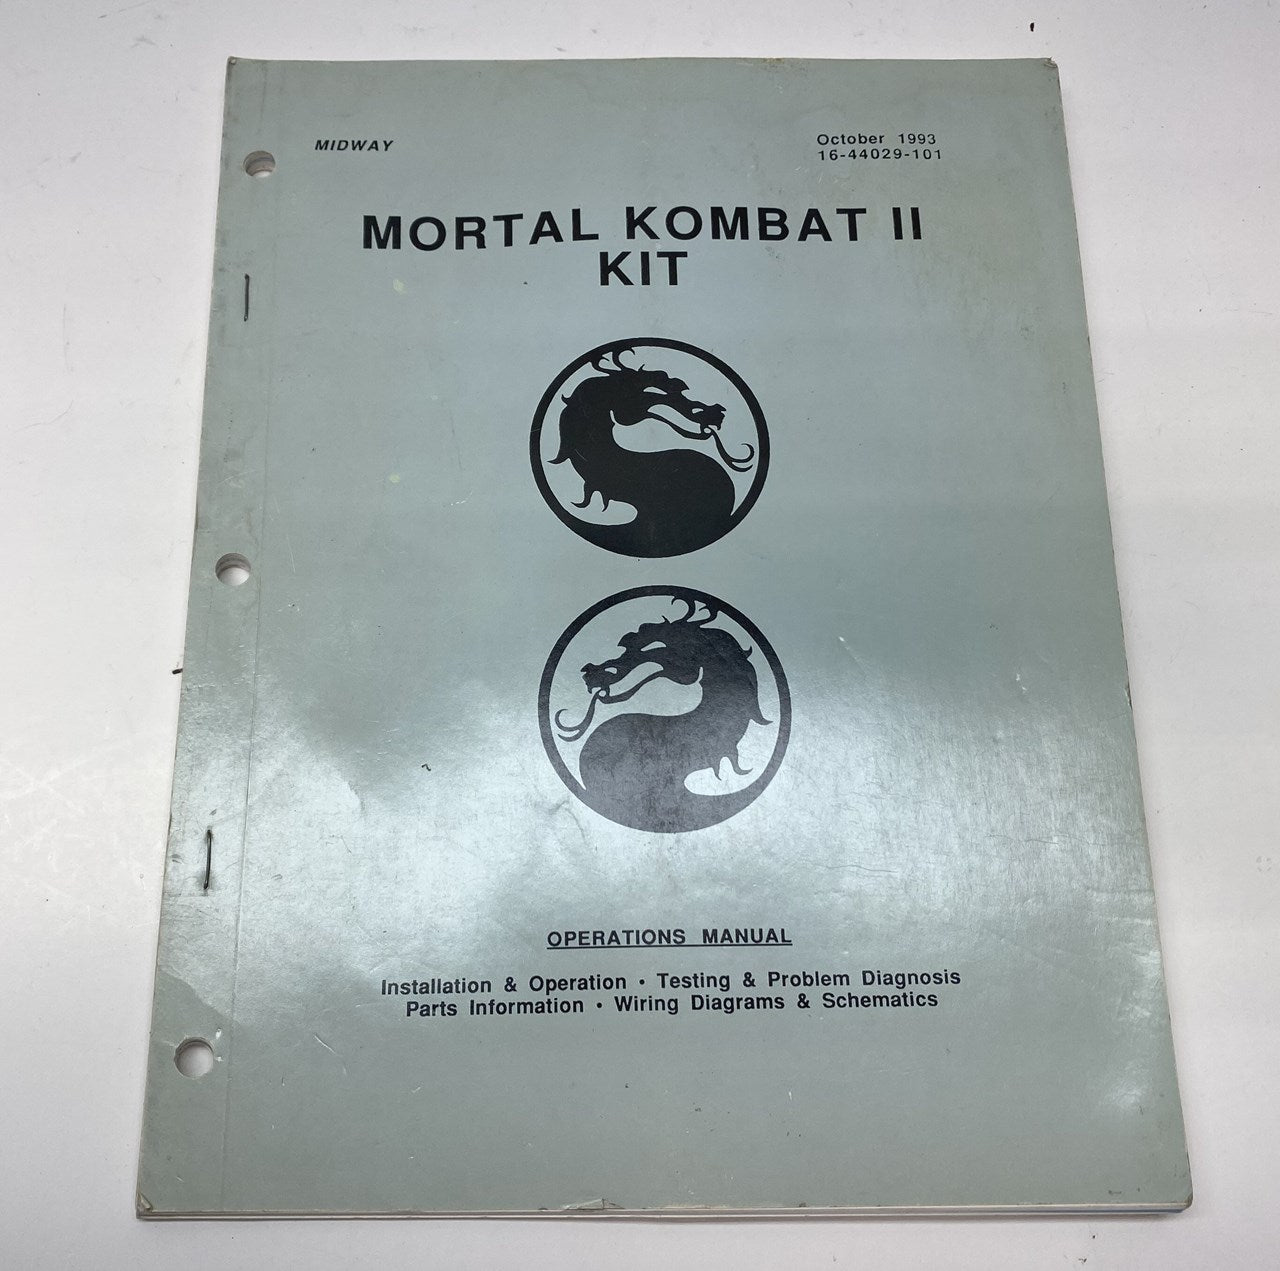 MIDWAY
October 1993
16-44029-101
MORTAL KOMBAT II
KIT
OPERATIONS MANUAL
Installation & Operation • Testing & Problem Diagnosis
Parts Information • Wiring Diagrams & Schematics